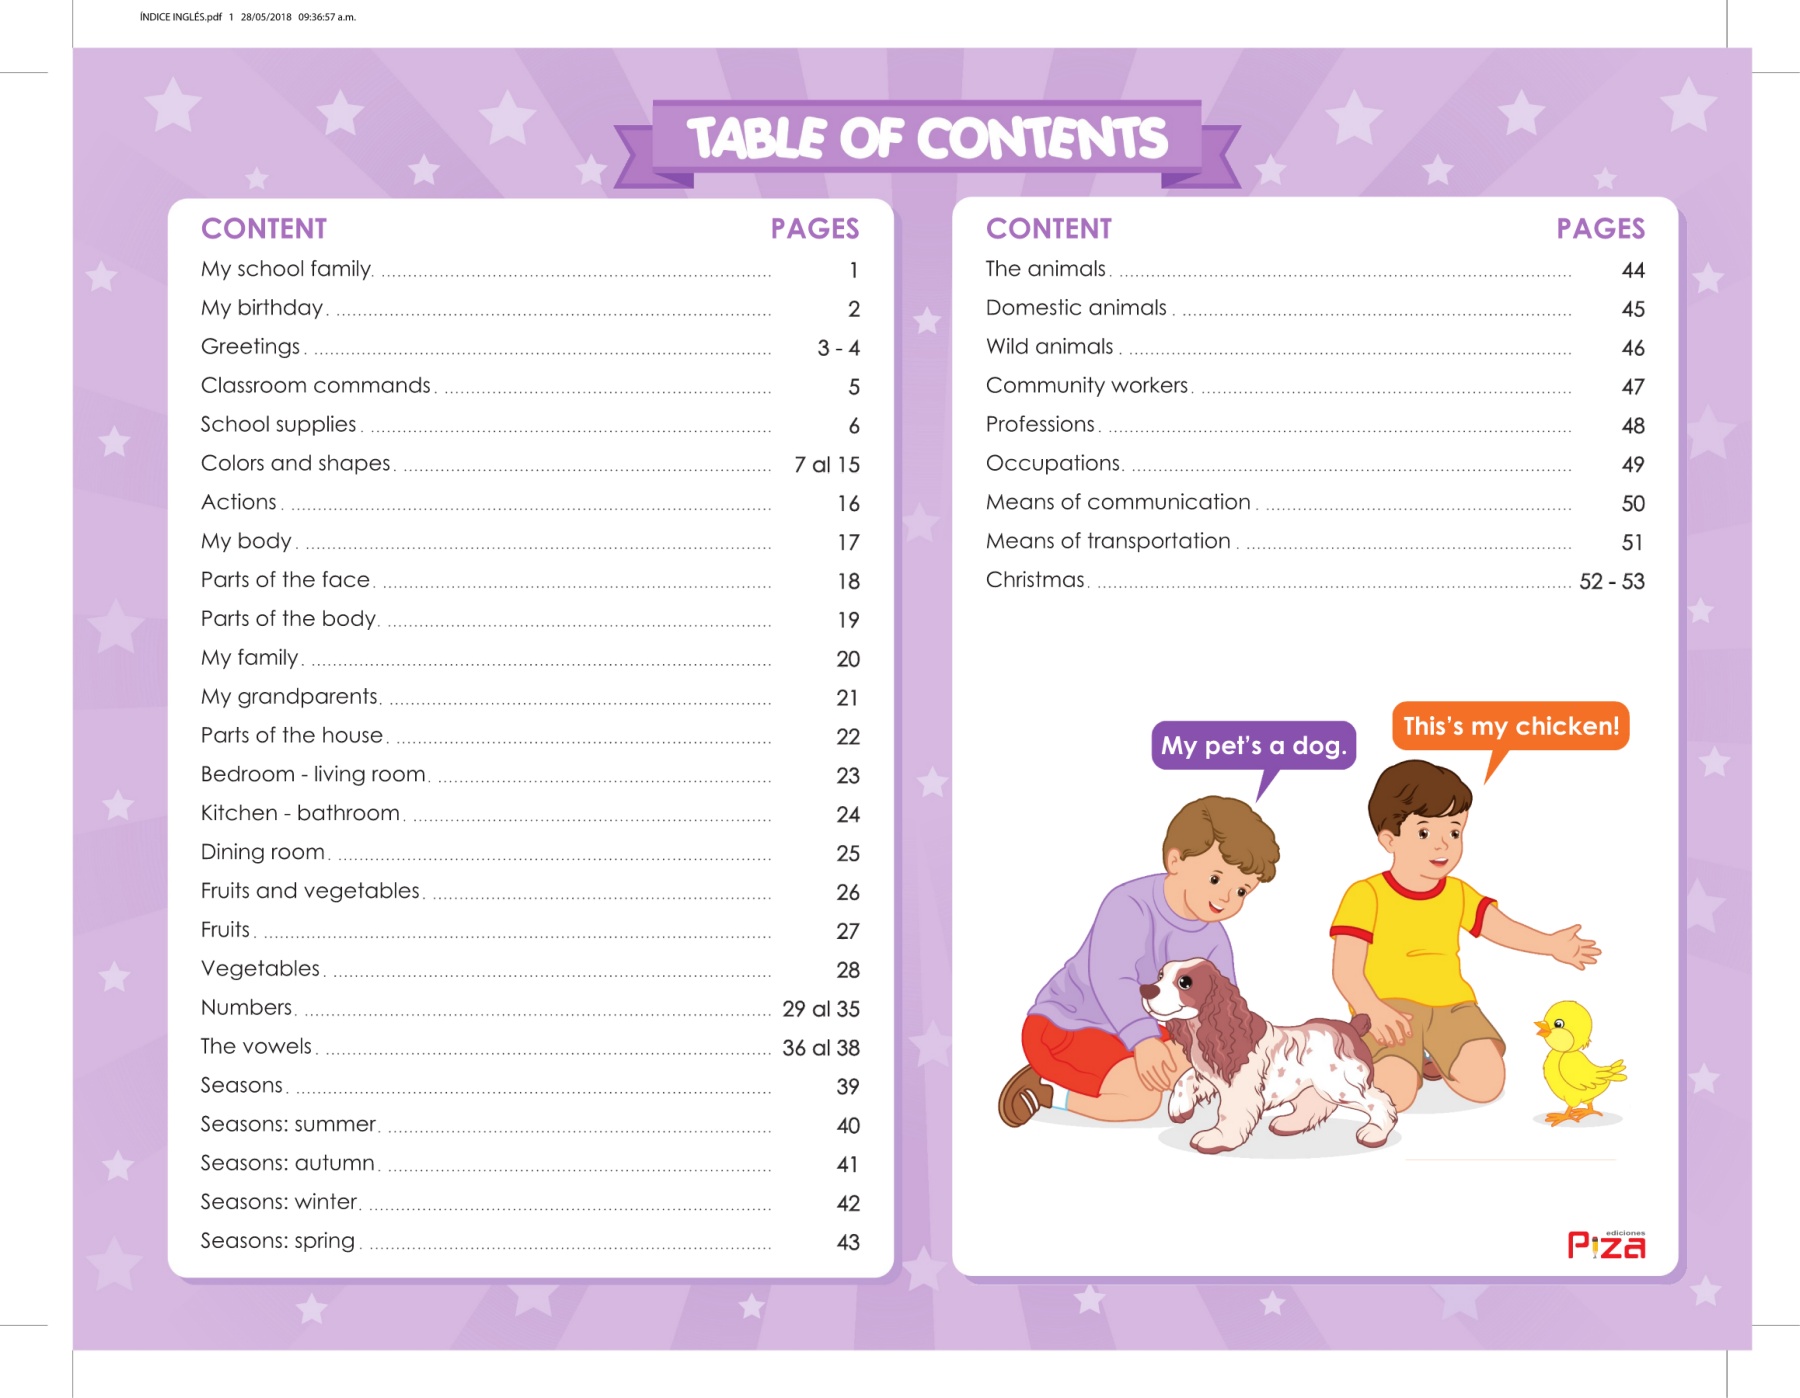 ÍNDICE INGLÉS.pdf 1 28/05/2018 09:36:57 a.m.
TABLE OF CONTENTS
CONTENT PAGES
My school family 1
My birthday 2
Greetings 3 - 4
Classroom commands 5
School supplies 6
Colors and shapes 7 al 15
Actions 16
My body 17
Parts of the face 18
Parts of the body 19
My family 20
My grandparents 21
Parts of the house 22
Bedroom - living room 23
Kitchen - bathroom 24
Dining room 25
Fruits and vegetables 26
Fruits 27
Vegetables 28
Numbers 29 al 35
The vowels 36 al 38
Seasons 39
Seasons: summer 40
Seasons: autumn 41
Seasons: winter 42
Seasons: spring 43
CONTENT PAGES
The animals 44
Domestic animals 45
Wild animals 46
Community workers 47
Professions 48
Occupations 49
Means of communication 50
Means of transportation 51
Christmas 52 - 53
My pet's a dog.
This's my chicken!
ediciones
Piza